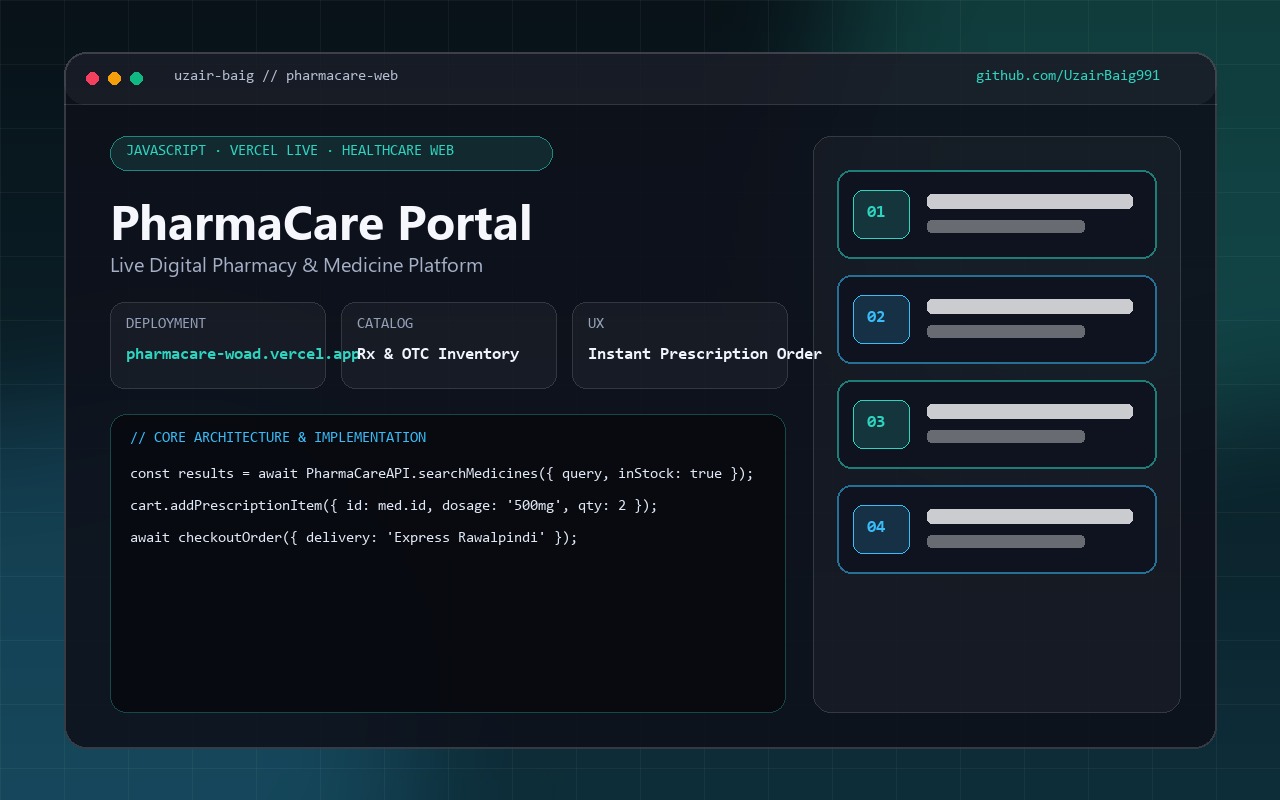 uzair-baig // pharmacare-web
github.com/UzairBaig991
JAVASCRIPT · VERCEL LIVE · HEALTHCARE WEB
PharmaCare Portal
Live Digital Pharmacy & Medicine Platform
DEPLOYMENT
pharmacare-woad.vercel.app
CATALOG
Rx & OTC Inventory
UX
Instant Prescription Order
// CORE ARCHITECTURE & IMPLEMENTATION
const results = await PharmaCareAPI.searchMedicines({ query, inStock: true });
cart.addPrescriptionItem({ id: med.id, dosage: '500mg', qty: 2 });
await checkoutOrder({ delivery: 'Express Rawalpindi' });
01
02
03
04